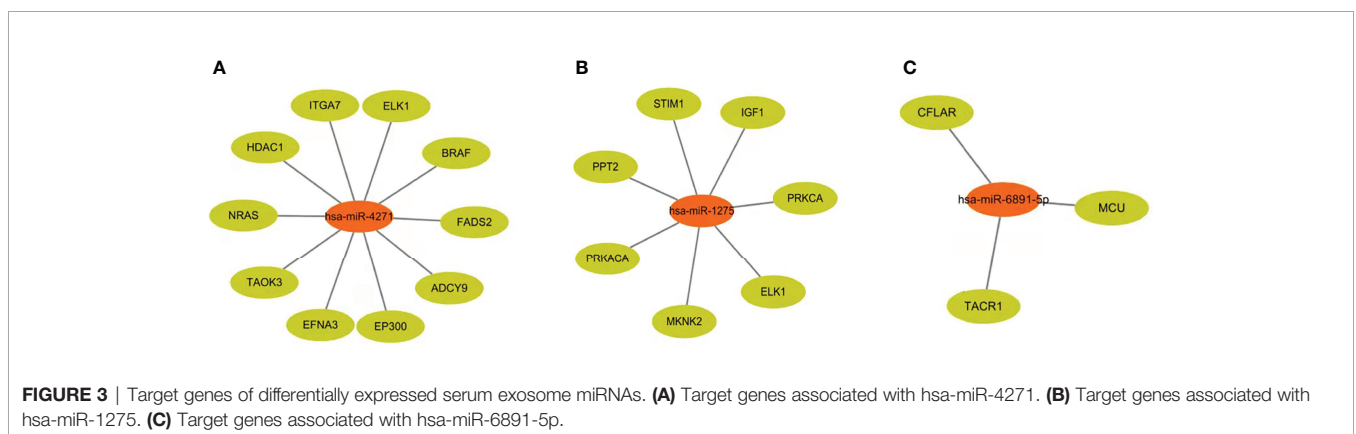 A
B
C
ITGA7
ELK1
HDAC1
BRAF
NRAS
hsa-miR-4271
FADS2
TAOK3
ADCY9
EFNA3
EP300
STIM1
IGF1
PPT2
PRKCA
hsa-miR-1275
PRKACA
ELK1
MKNK2
CFLAR
hsa-miR-6891-5p
MCU
TACR1
FIGURE 3 | Target genes of differentially expressed serum exosome miRNAs. (A) Target genes associated with hsa-miR-4271. (B) Target genes associated with
hsa-miR-1275. (C) Target genes associated with hsa-miR-6891-5p.